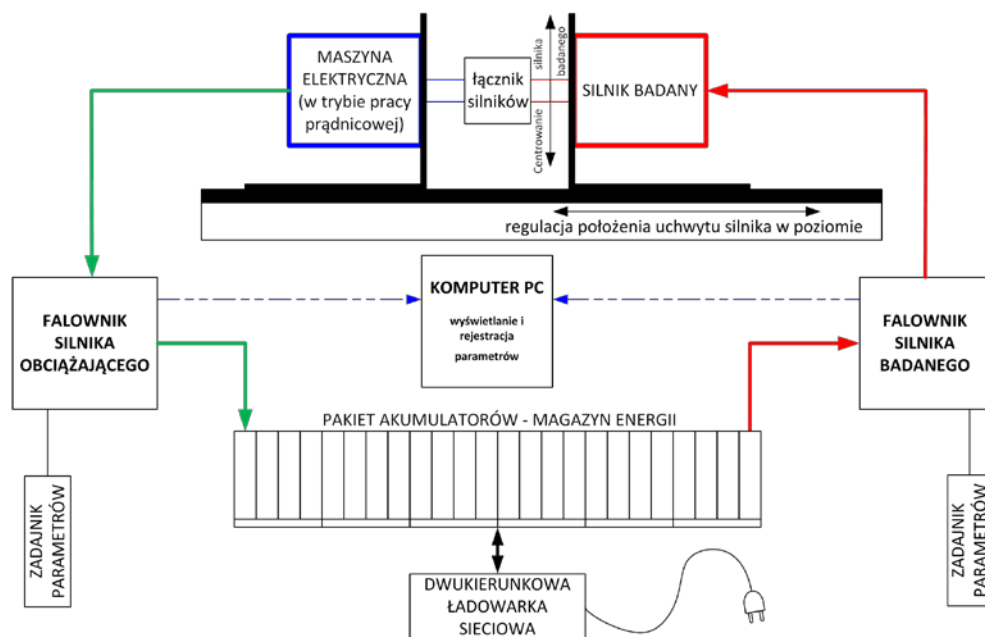 MASZYNA
ELEKTRYCZNA
(w trybie pracy
prądnicowej)
łącznik
silników
Centrowanie
silnika
badanego
SILNIK BADANY
regulacja położenia uchwytu silnika w poziomie
FALOWNIK
SILNIKA
OBCIĄŻAJĄCEGO
KOMPUTER PC
wyświetlanie i
rejestracja
parametrów
FALOWNIK
SILNIKA
BADANEGO
PAKIET AKUMULATORÓW - MAGAZYN ENERGII
ZADAJNIK
PARAMETRÓW
ZADAJNIK
PARAMETRÓW
DWUKIERUNKOWA
ŁADOWARKA
SIECIOWA